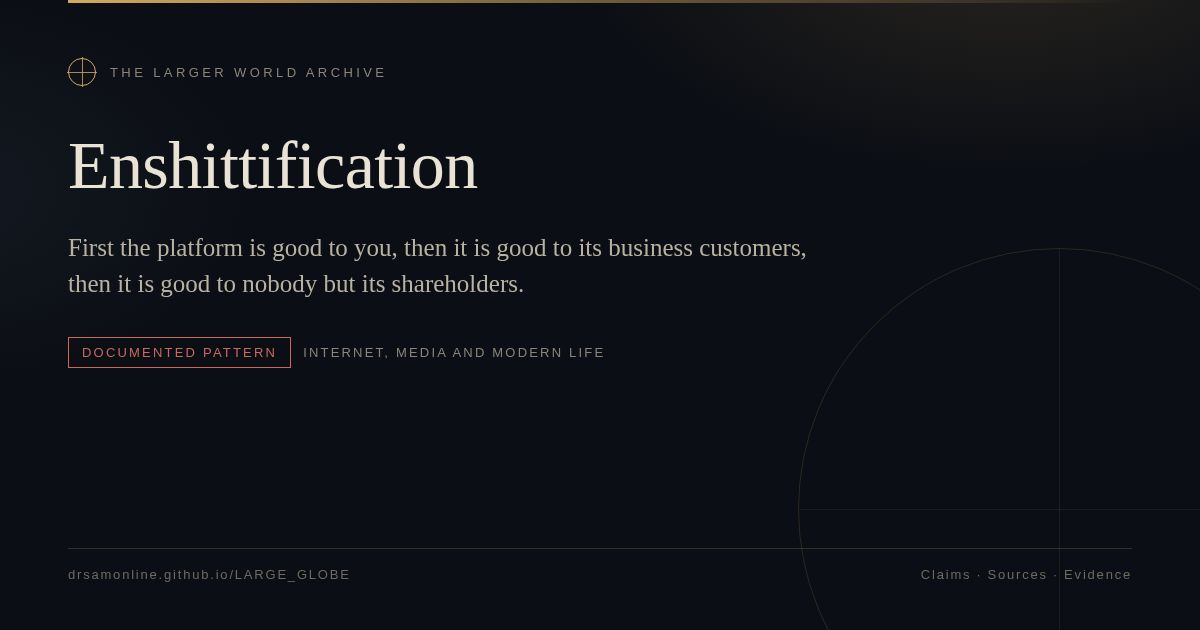 THE LARGER WORLD ARCHIVE
Enshittification
First the platform is good to you, then it is good to its business customers,
then it is good to nobody but its shareholders.
DOCUMENTED PATTERN
INTERNET, MEDIA AND MODERN LIFE
drsamonline.github.io/LARGE_GLOBE
Claims · Sources · Evidence